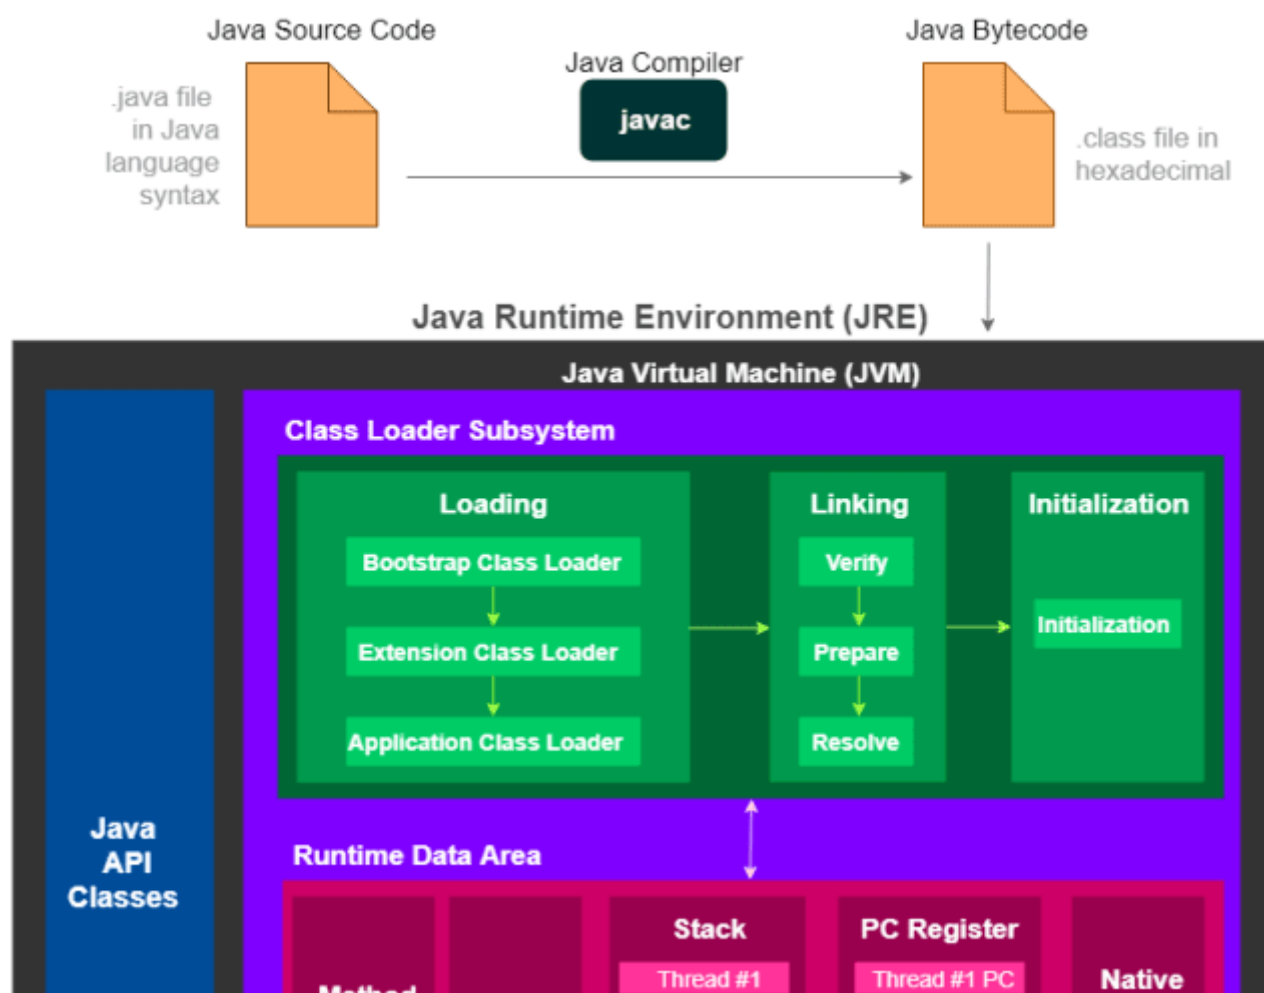 Java Source Code
.java file
in Java
language
syntax
Java Compiler
javac
Java Bytecode
.class file in
hexadecimal
Java Runtime Environment (JRE)
Java Virtual Machine (JVM)
Java
API
Classes
Class Loader Subsystem
Loading
Bootstrap Class Loader
Extension Class Loader
Application Class Loader
Linking
Verify
Prepare
Resolve
Initialization
Initialization
Runtime Data Area
Method
Stack
Thread #1
PC Register
Thread #1 PC
Native